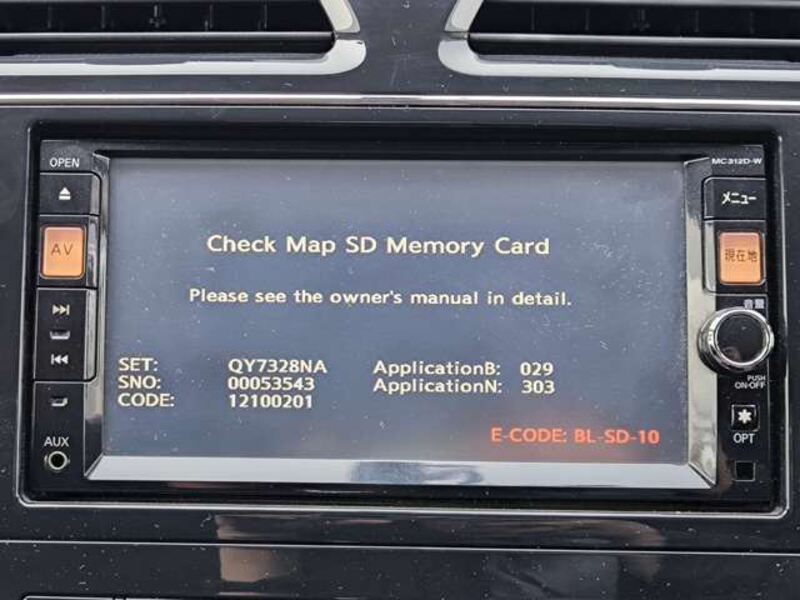 OPEN
MC312D-W
メニュー
AV
現在地
Check Map SD Memory Card
Please see the owner's manual in detail.
音量
SET: QY7328NA ApplicationB: 029
SNO: 00053543 ApplicationN: 303
CODE: 12100201
PUSH
ON-OFF
E-CODE: BL-SD-10
AUX
OPT